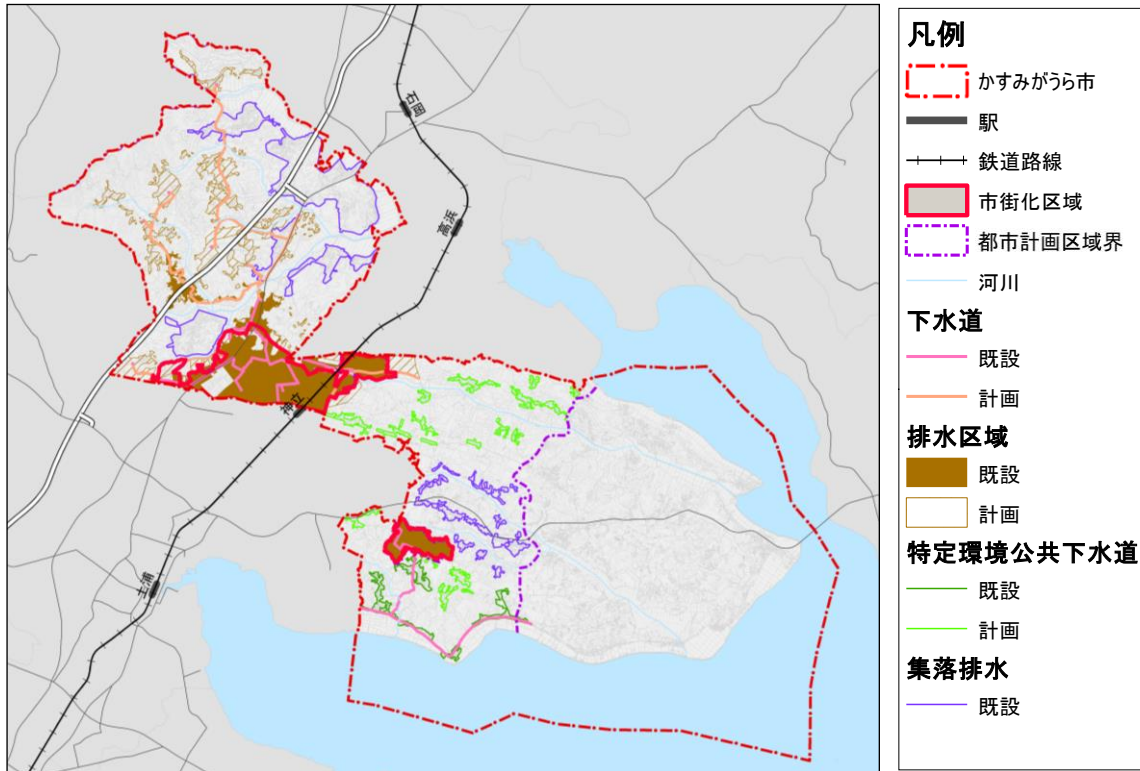 石岡
高浜
神立
土浦
凡例
かすみがうら市
駅
鉄道路線
市街化区域
都市計画区域界
河川
下水道
既設
計画
排水区域
既設
計画
特定環境公共下水道
既設
計画
集落排水
既設